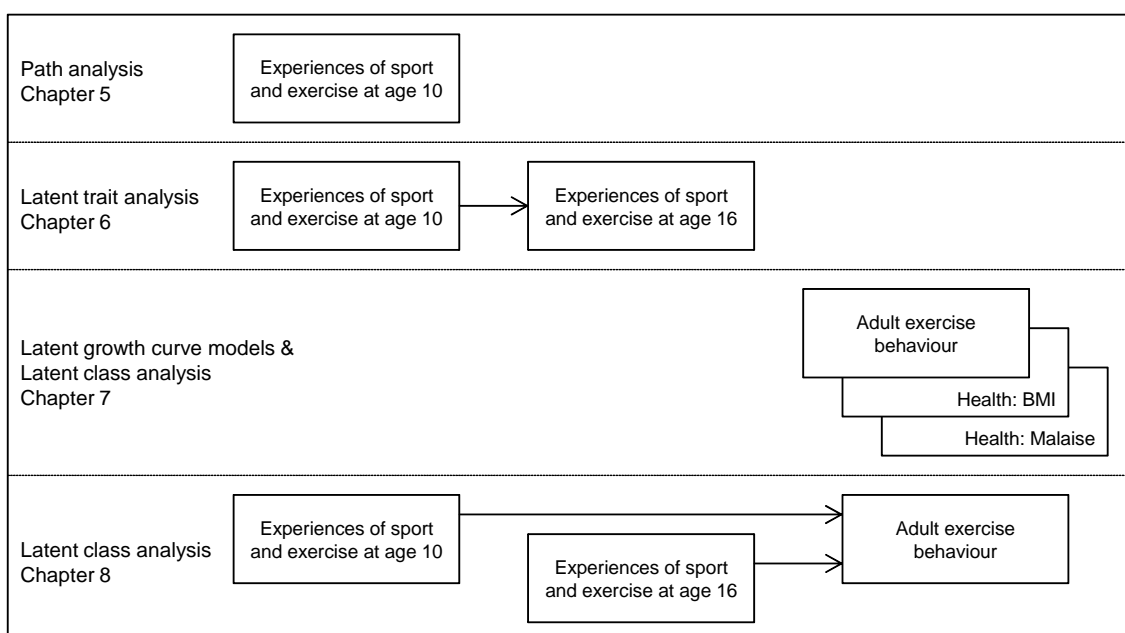 Path analysis
Chapter 5
Experiences of sport
and exercise at age 10
Latent trait analysis
Chapter 6
Experiences of sport
and exercise at age 10
Experiences of sport
and exercise at age 16
Latent growth curve models &
Latent class analysis
Chapter 7
Adult exercise
behaviour
Health: BMI
Health: Malaise
Latent class analysis
Chapter 8
Experiences of sport
and exercise at age 10
Experiences of sport
and exercise at age 16
Adult exercise
behaviour